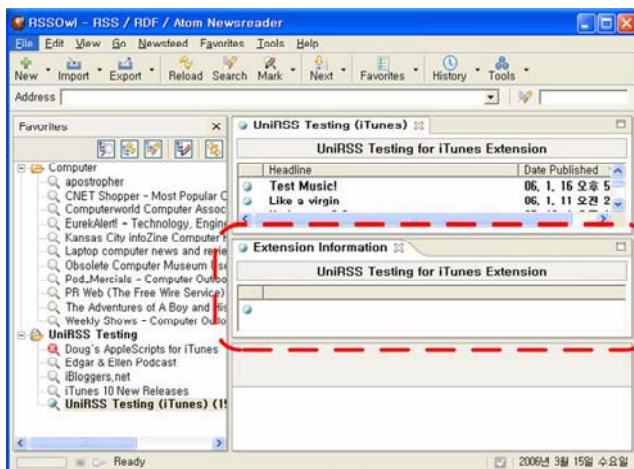 RSSOwl - RSS / RDF / Atom Newsreader
File Edit View Go Newsfeed Favorites Tools Help
New Import Export Reload Search Mark Next Favorites History Tools
Address
Favorites
Computer
apostropher
CNET Shopper - Most Popular C
Computerworld Computer Assoc
EurekAlert! - Technology, Engine
Kansas City infoZine Computer
Laptop computer news and revie
Obsolete Computer Museum
Pod_Mercials - Computer Outloo
PR Web (The Free Wire Service)
The Adventures of A Boy and His
Weekly Shows - Computer Outlo
UniRSS Testing
Doug's AppleScripts for iTunes
Edgar & Ellen Podcast
iBloggers,net
iTunes 10 New Releases
UniRSS Testing (iTunes) (15
UniRSS Testing (iTunes)
UniRSS Testing for iTunes Extension
Headline Date Published
Test Music! 06, 1, 16 오후 5
Like a virgin 06, 1, 11 오전 2
Extension Information
UniRSS Testing for iTunes Extension
Ready
2006년 3월 15일 수요일